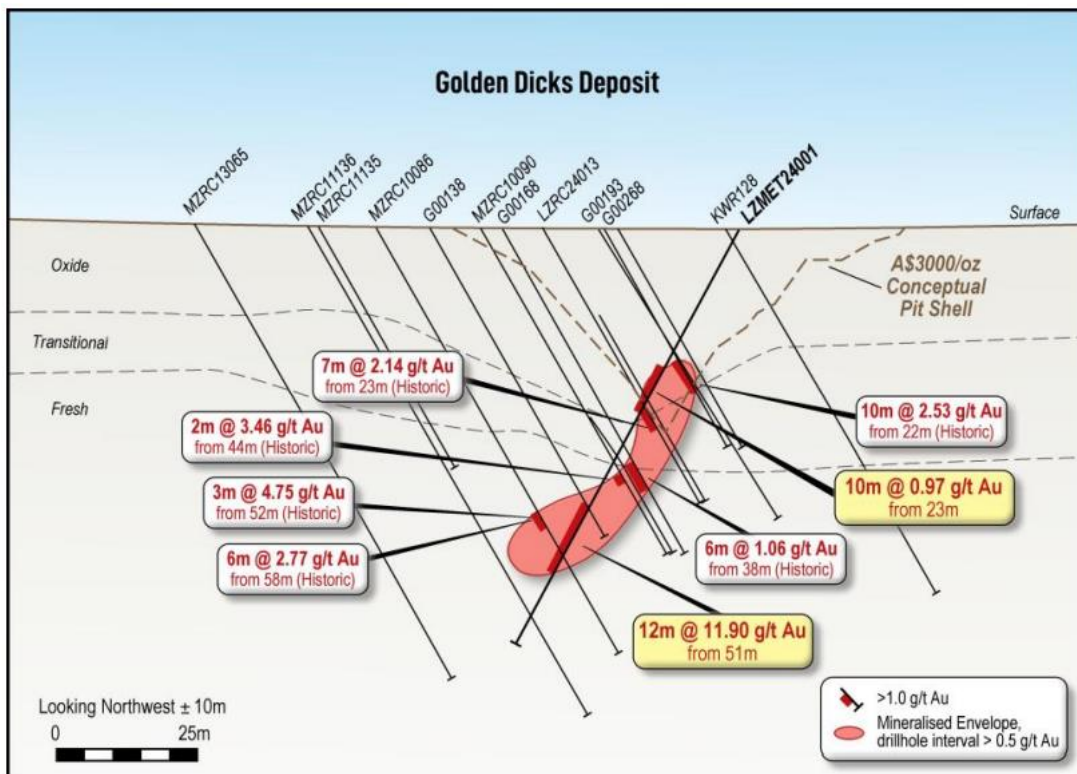 Golden Dicks Deposit
MZRC13065
MZRC11136
MZRC11135
MZRC10086
G00138
MZRC10090
G00168
LZRC24013
G00193
G00268
KWR128
LZMET24001
Surface
Oxide
A$3000/oz
Conceptual
Pit Shell
Transitional
Fresh
7m @ 2.14 g/t Au
from 23m (Historic)
2m @ 3.46 g/t Au
from 44m (Historic)
3m @ 4.75 g/t Au
from 52m (Historic)
6m @ 2.77 g/t Au
from 58m (Historic)
10m @ 2.53 g/t Au
from 22m (Historic)
10m @ 0.97 g/t Au
from 23m
6m @ 1.06 g/t Au
from 38m (Historic)
12m @ 11.90 g/t Au
from 51m
Looking Northwest ± 10m
0 25m
>1.0 g/t Au
Mineralised Envelope,
drillhole interval > 0.5 g/t Au